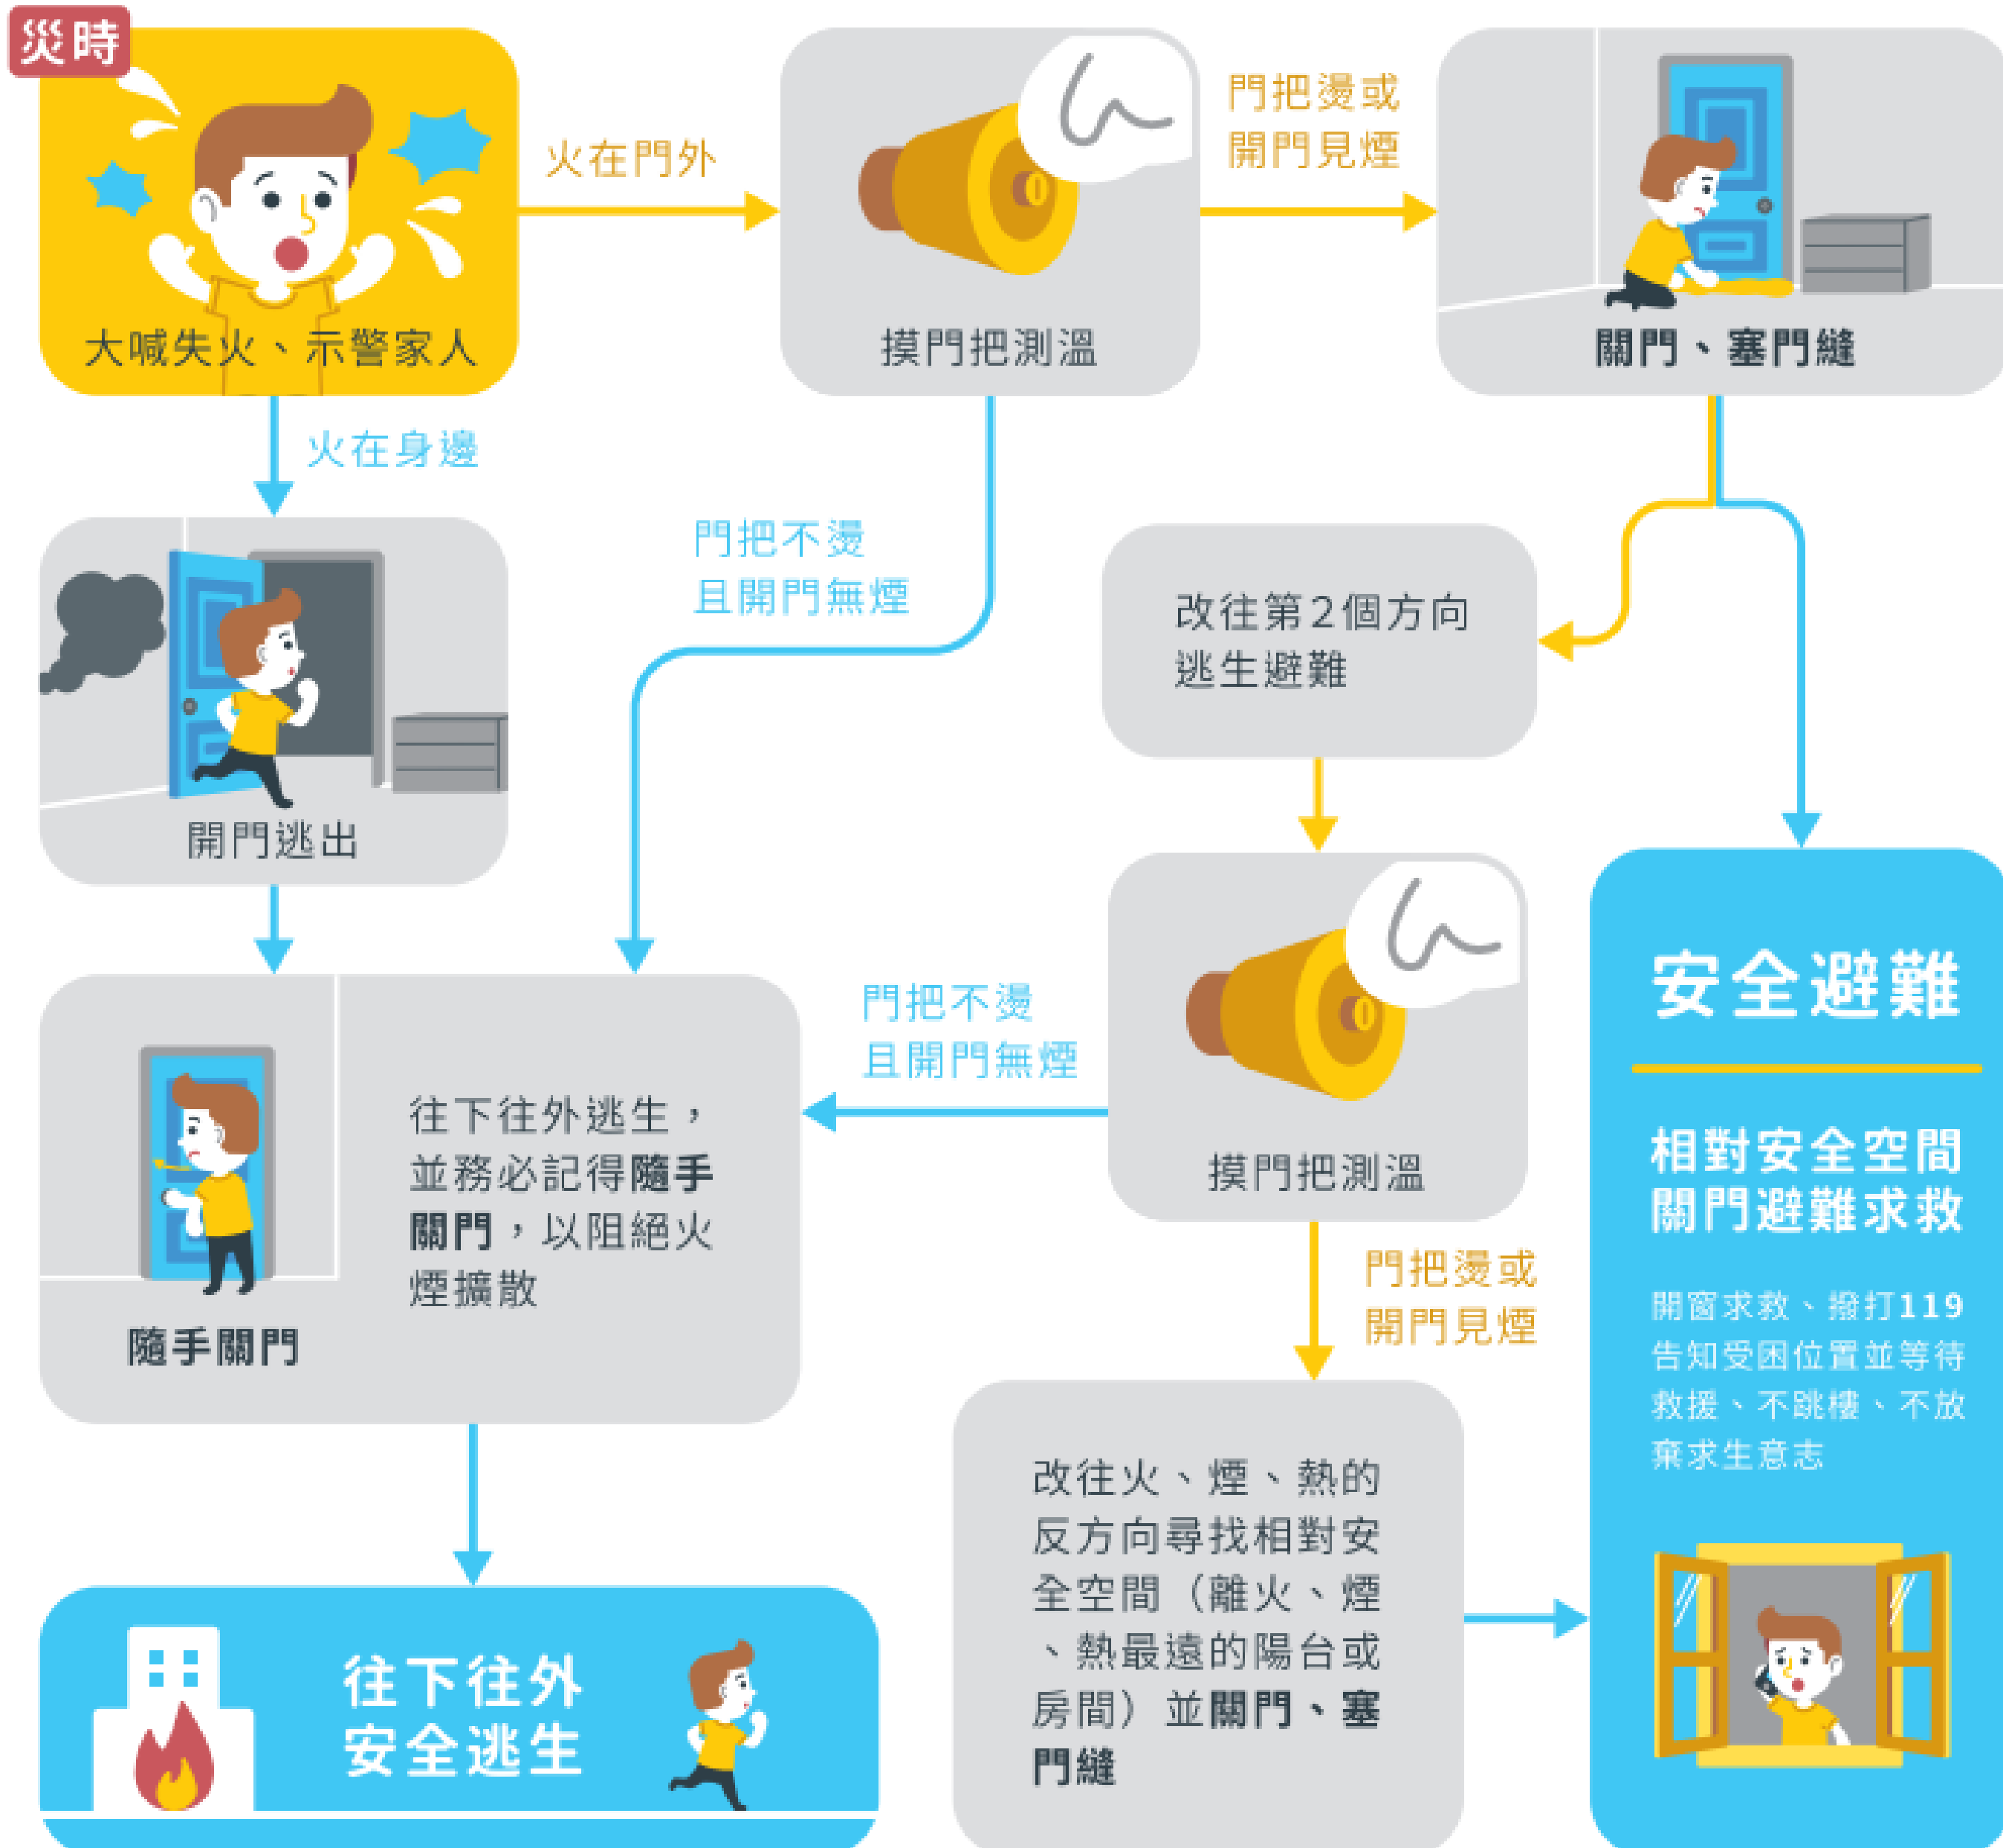 災時
大喊失火、示警家人
火在門外
摸門把測溫
門把燙或
開門見煙
關門、塞門縫
火在身邊
開門逃出
門把不燙
且開門無煙
改往第2個方向
逃生避難
隨手關門
往下往外逃生，
並務必記得隨手
關門，以阻絕火
煙擴散
門把不燙
且開門無煙
摸門把測溫
門把燙或
開門見煙
改往火、煙、熱的
反方向尋找相對安
全空間（離火、煙
、熱最遠的陽台或
房間）並關門、塞
門縫
安全避難
相對安全空間
關門避難求救
開窗求救、撥打119
告知受困位置並等待
救援、不跳樓、不放
棄求生意志
往下往外
安全逃生